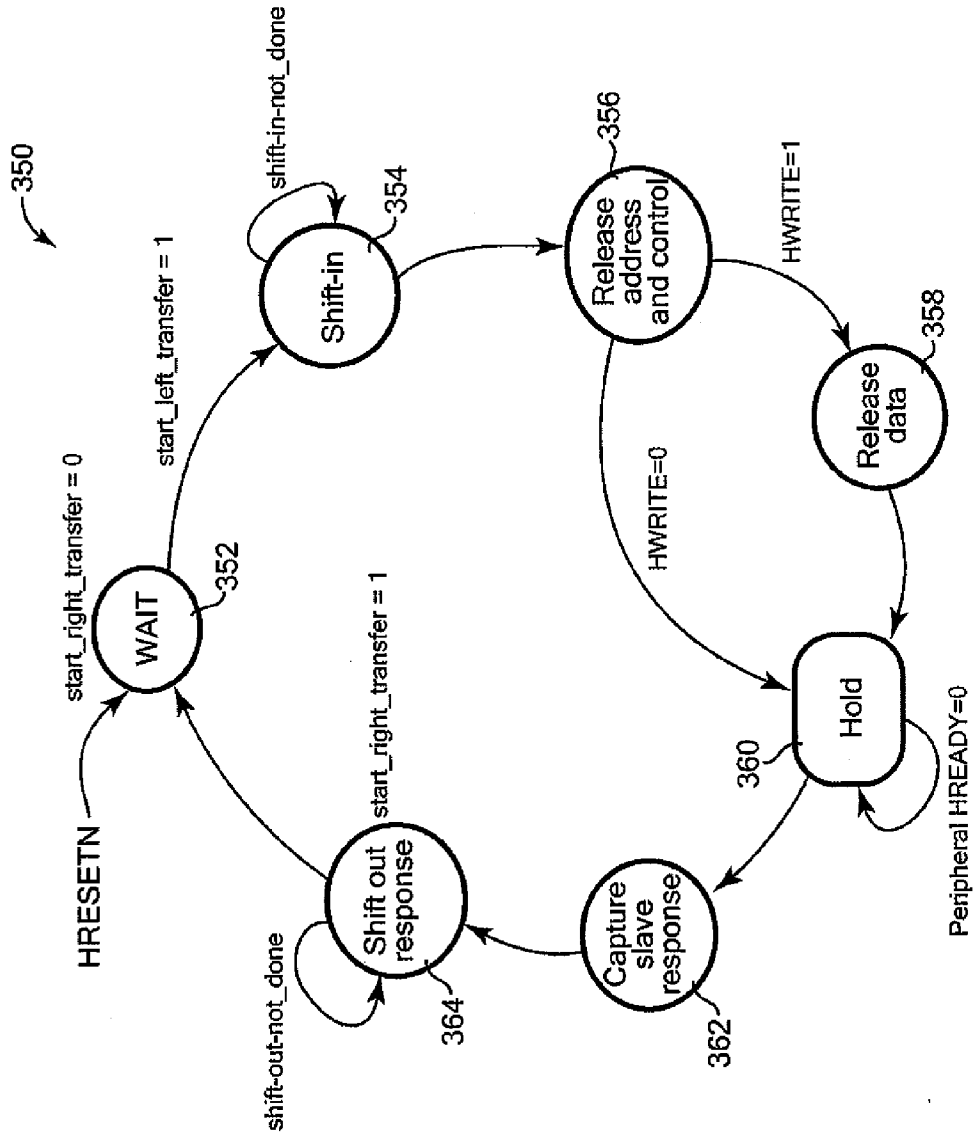 350
HRESETN
start_right_transfer = 0
WAIT
352
start_left_transfer = 1
shift-in-not_done
Shift-in
354
Release
address
and control
356
HWRITE=1
HWRITE=0
Release
data
358
Hold
360
Peripheral HREADY=0
Capture
slave
response
362
Shift out
response
364
start_right_transfer = 1
shift-out-not_done